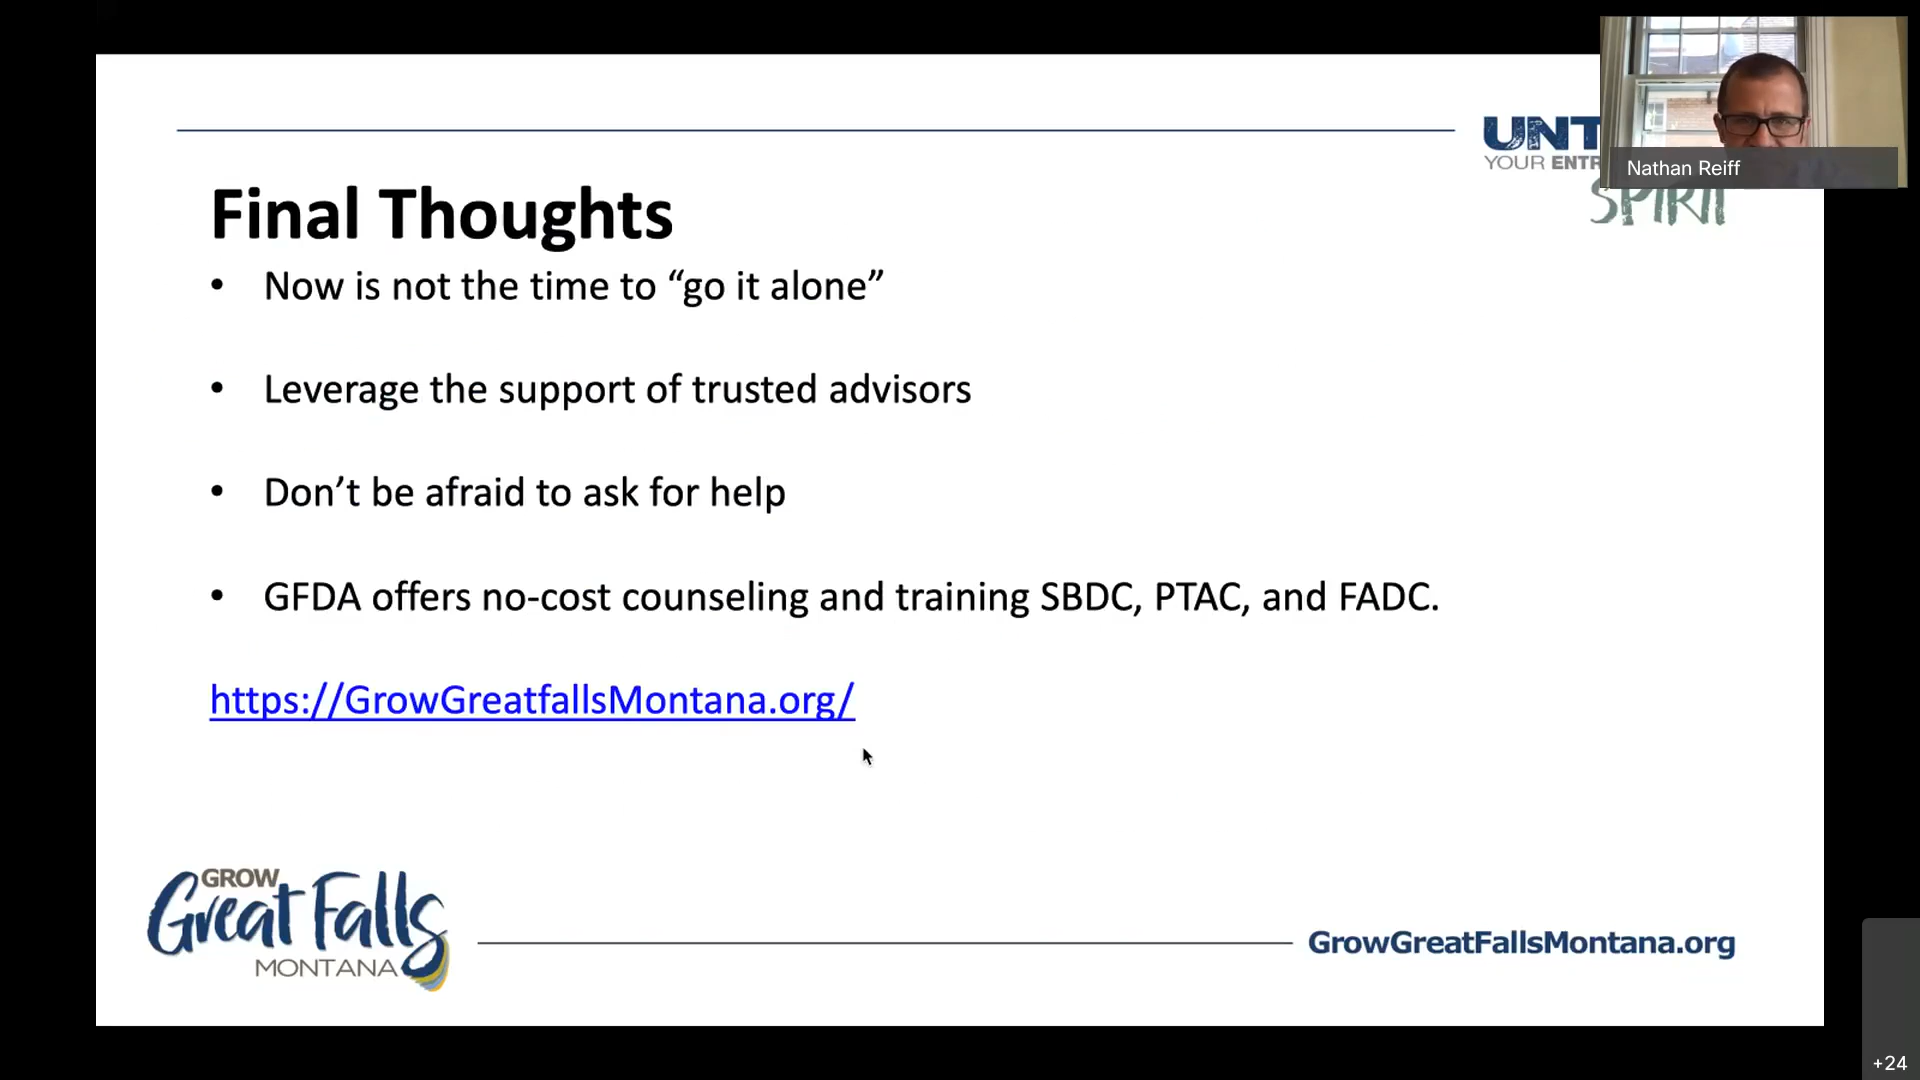 UNT
YOUR ENTR
SPIRIT
Nathan Reiff
Final Thoughts
• Now is not the time to “go it alone”
• Leverage the support of trusted advisors
• Don’t be afraid to ask for help
• GFDA offers no-cost counseling and training SBDC, PTAC, and FADC.
https://GrowGreatfallsMontana.org/
GROW
Great Falls
MONTANA
GrowGreatFallsMontana.org
+24